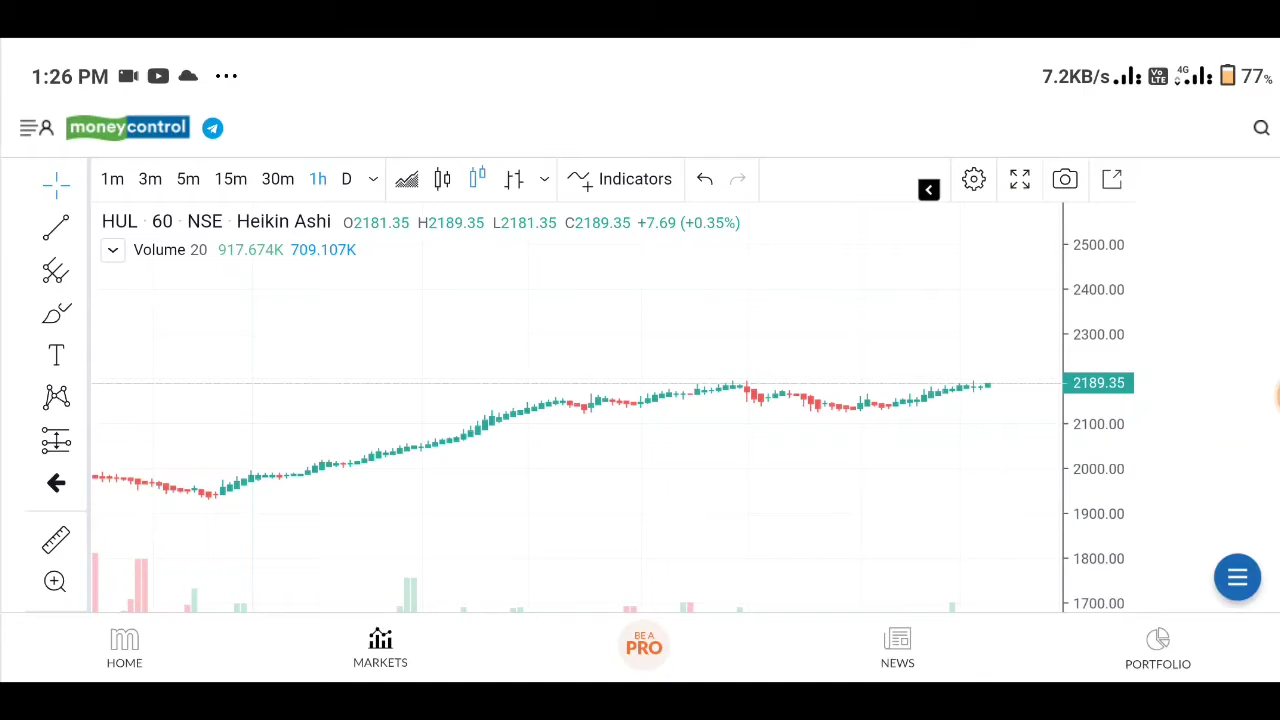 1:26 PM
7.2KB/s Vo LTE 4G 77%
moneycontrol
1m 3m 5m 15m 30m 1h D Indicators
HUL · 60 · NSE · Heikin Ashi O2181.35 H2189.35 L2181.35 C2189.35 +7.69 (+0.35%)
Volume 20 917.674K 709.107K
2500.00
2400.00
2300.00
2189.35
2100.00
2000.00
1900.00
1800.00
1700.00
T
HOME
MARKETS
BE A
PRO
NEWS
PORTFOLIO